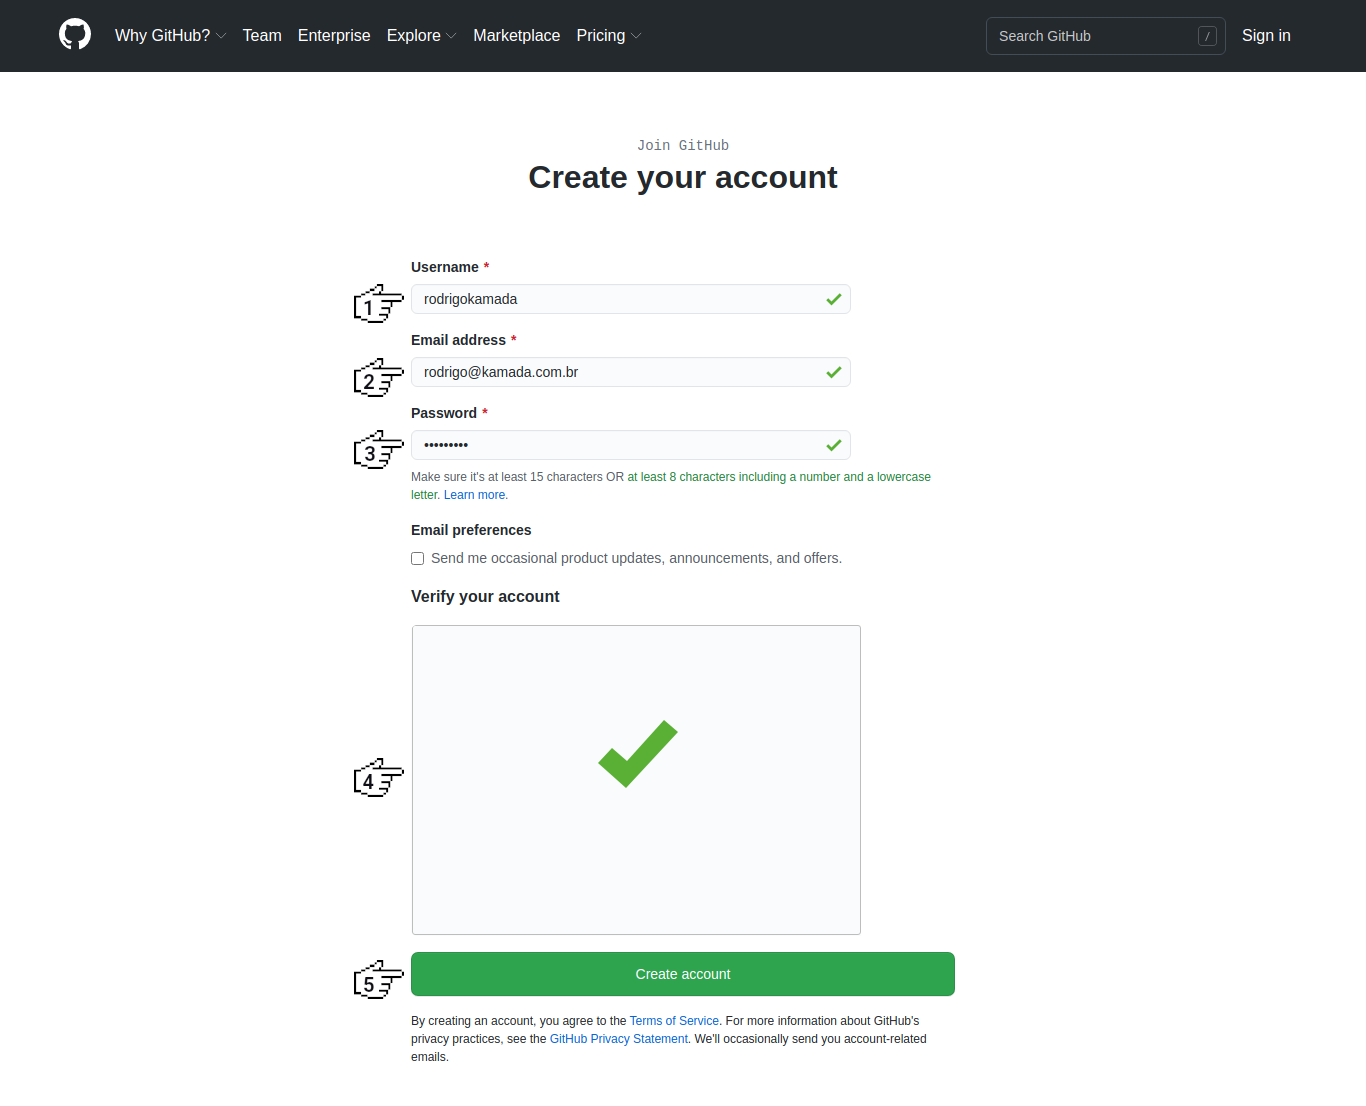 Why GitHub? Team Enterprise Explore Marketplace Pricing Search GitHub / Sign in
Join GitHub
Create your account
Username *
1 rodrigokamada
Email address *
2 rodrigo@kamada.com.br
Password *
3 •••••••••
Make sure it's at least 15 characters OR at least 8 characters including a number and a lowercase
letter. Learn more.
Email preferences
Send me occasional product updates, announcements, and offers.
Verify your account
4
5 Create account
By creating an account, you agree to the Terms of Service. For more information about GitHub's
privacy practices, see the GitHub Privacy Statement. We'll occasionally send you account-related
emails.